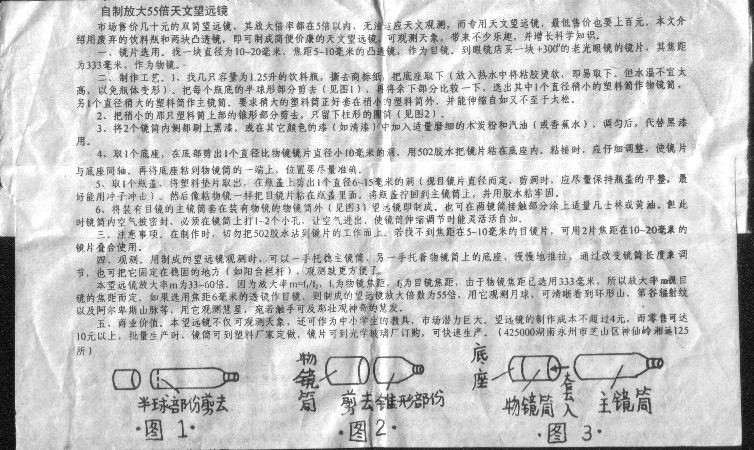 自制放大55倍天文望远镜
市场售价几十元的双筒望远镜，其放大倍率都在5倍以内，无法适应天文观测，而专用天文望远镜，最低售价也要上百元，本文介
绍用废弃的饮料瓶和两块凸透镜，即可制成简便价廉的天文望远镜，可观测天象，带来不少乐趣，并增长科学知识。
一、镜片选用。找一块直径为10~20毫米、焦距5~10毫米的凸透镜，作为目镜。到眼镜店买一块+300°的老光眼镜的镜片，其焦距
为333毫米，作为物镜。
二、制作工艺。1、找几只容量为1.25升的饮料瓶，撕去商标纸，把底座取下（放入热水中将粘胶烫软，即易取下。但水温不宜太
高，以免瓶体变形）。把每个瓶底的半球形部分剪去（见图1），再将余下部分比较一下，选出其中1个直径稍小的塑料筒作物镜筒，
另1个直径稍大的塑料筒作主镜筒。要求稍大的塑料筒正好套在稍小的塑料筒外，并能伸缩自如又不至于太松。
2、把稍小的那只塑料筒上部的锥形部分剪去，只留下柱形的圆筒（见图2）。
3、将2个镜筒内侧都刷上黑漆，或在其它颜色的漆（如清漆）中加入适量磨细的木炭粉和汽油（或香蕉水），调匀后，代替黑漆
用。
4、取1个底座，在底部剪出1个直径比物镜镜片直径小10毫米的洞，用502胶水把镜片粘在底座内。粘接时，应仔细调整，使镜片
与底座同轴。再将底座粘到物镜筒的一端上，位置要尽量准确。
5、取1个瓶盖，将塑料垫片取出，在瓶盖上剪出1个直径6~15毫米的洞（视目镜片直径而定，剪洞时，应尽量保持瓶盖的平整，最
好能用冲子冲击）。然后像粘物镜一样把目镜片粘在瓶盖里面。将瓶盖拧回到主镜筒上，并用胶水粘牢固。
6、将装有目镜的主镜筒套在装有物镜的物镜筒外（见图3）望远镜即制成。也可在两镜筒接触部分涂上适量凡士林或黄油。但此
时镜筒内空气被密封，必须在镜筒上打1~2个小孔，让空气进出，使镜筒伸缩调节时能灵活自如。
三、注意事项。在制作时，切勿把502胶水沾到镜片的工作面上。若找不到焦距在5~10毫米的目镜片，可用2片焦距在10~20毫米的
镜片叠合使用。
四、观测。用制成的望远镜观测时，可以一手托稳主镜筒，另一手托着物镜筒上的底座，慢慢地推拉，通过改变镜筒长度来调
节，也可把它固定在稳固的地方（如阳台栏杆），观测就更方便了。
本望远镜放大率m为33~60倍。因为放大率m=f₁/f₂，f₁为物镜焦距，f₂为目镜焦距，由于物镜焦距已选用333毫米，所以放大率m视目
镜的焦距而定，如果选用焦距6毫米的透镜作目镜，则制成的望远镜放大倍数为55倍，用它观测月球，可清晰看到环形山、第谷辐射纹
以及阿尔卑斯山脉等，用它观测彗星，宛若触手可及那壮观神奇的彗发。
五、商业价值。本望远镜不仅可观测天象，还可作为中小学生的教具，市场潜力巨大。望远镜的制作成本不超过4元，而零售可达
10元以上，批量生产时，镜筒可到塑料厂家定做，镜片可到光学玻璃厂订购，可快速生产。（425000湖南永州市芝山区神仙岭湘运125
所）
半球部份剪去
·图 1·
物镜筒
剪去锥形部份
·图 2·
底座
物镜筒
套入
主镜筒
·图 3·